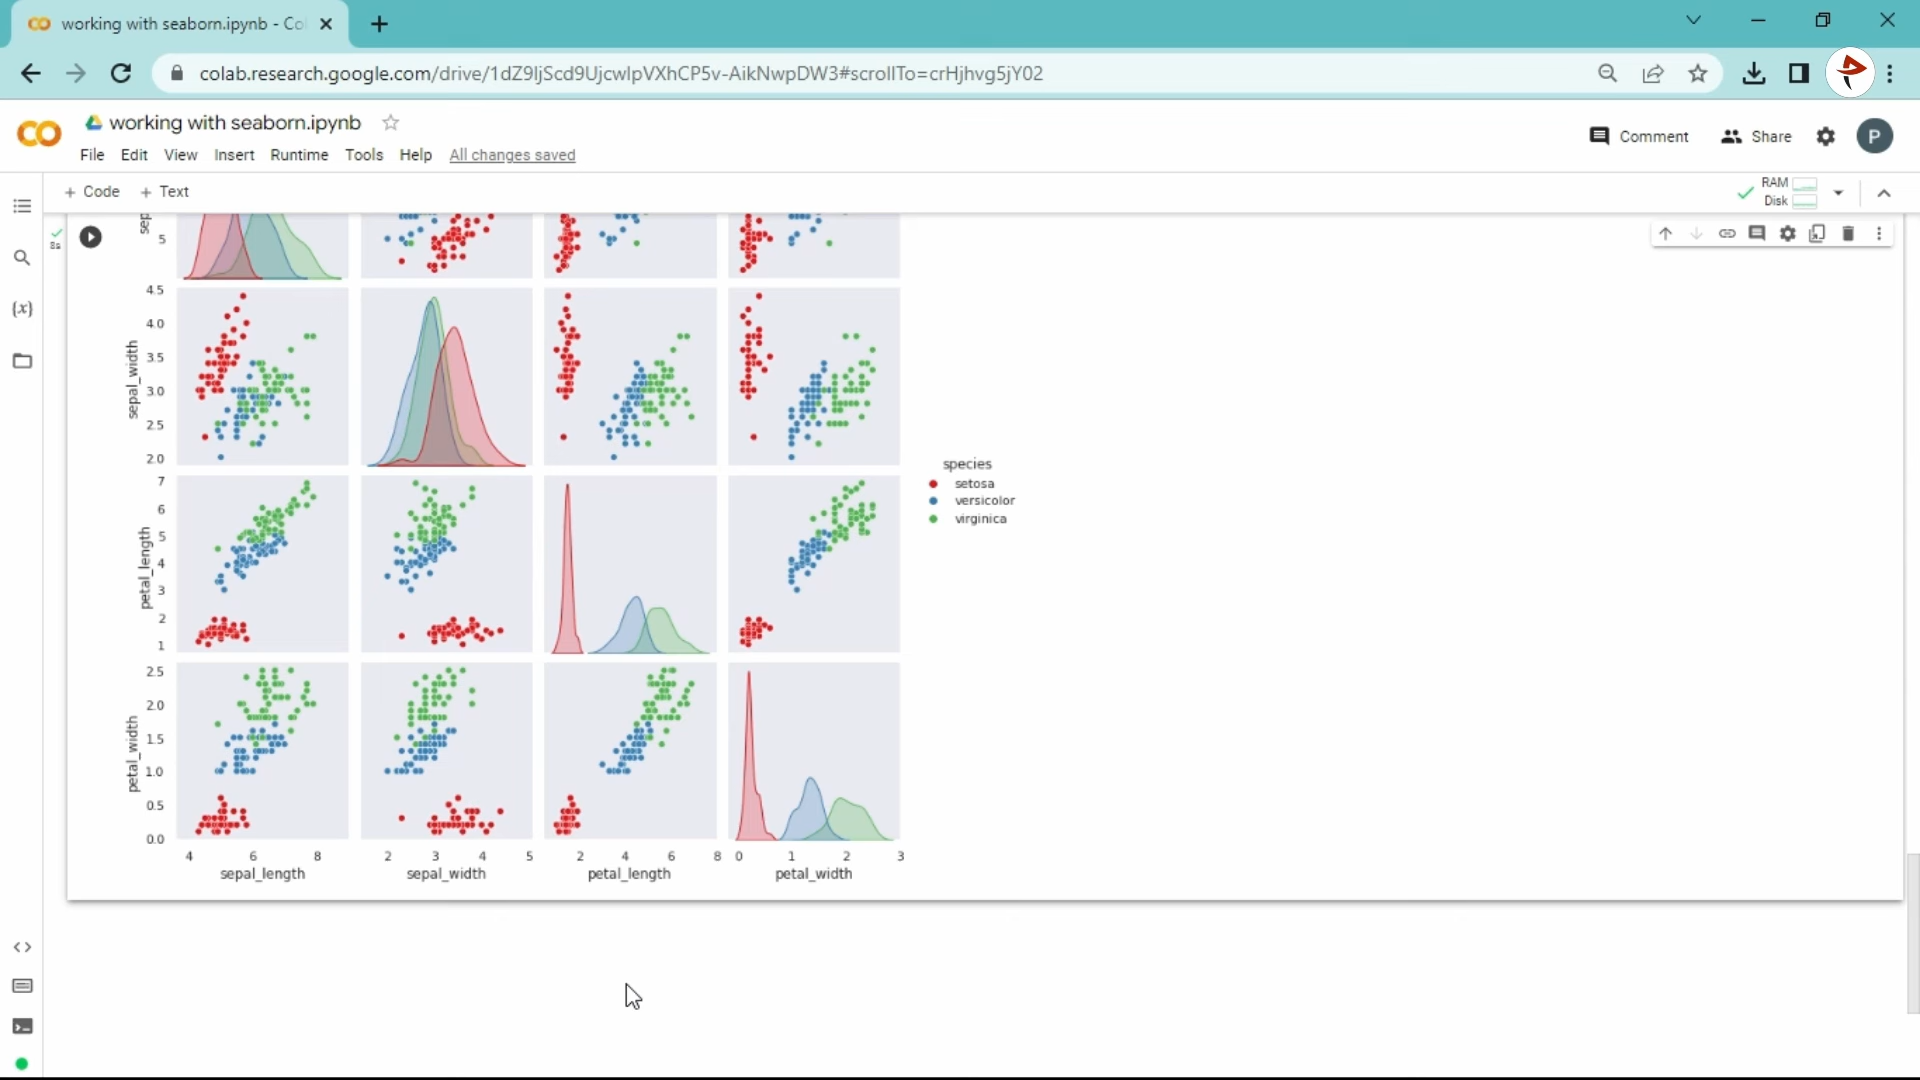 working with seaborn.ipynb - Co
colab.research.google.com/drive/1dZ9IjScd9UjcwIpVXhCP5v-AikNwpDW3#scrollTo=crHjhvg5jY02
working with seaborn.ipynb
Comment
Share
P
File Edit View Insert Runtime Tools Help All changes saved
+ Code + Text
RAM
Disk
8s
sep
5
4.5
4.0
3.5
3.0
2.5
2.0
sepal_width
species
setosa
versicolor
virginica
7
6
5
4
3
2
1
petal_length
2.5
2.0
1.5
1.0
0.5
0.0
petal_width
4 6 8 2 3 4 5 2 4 6 8 0 1 2 3
sepal_length sepal_width petal_length petal_width